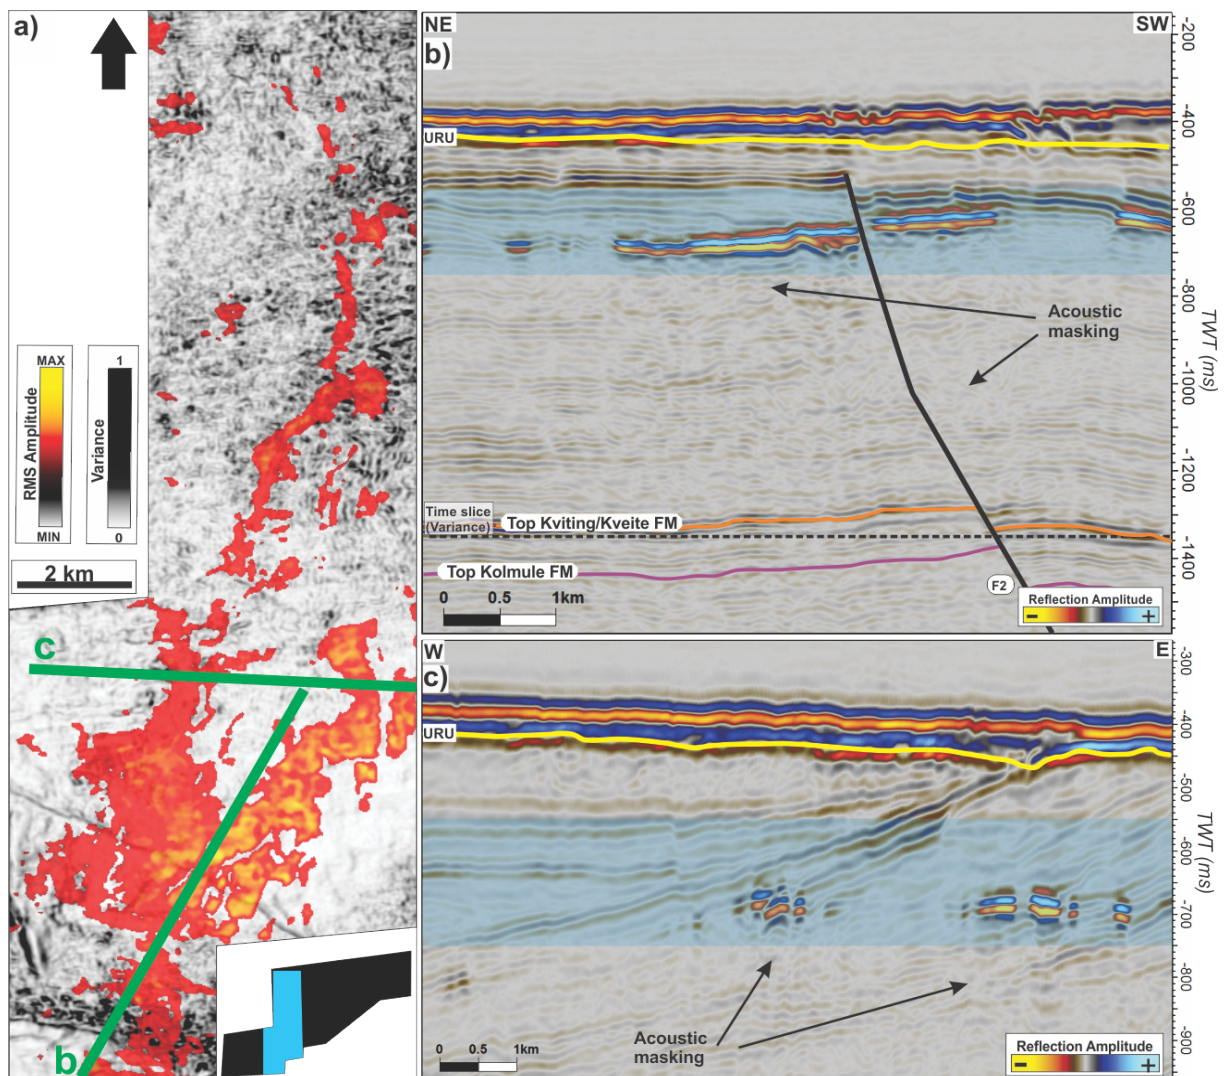 a)
MAX
1
RMS Amplitude
Variance
MIN
0
2 km
c
b
NE
SW
b)
URU
-200
-400
-600
-800
-1000
-1200
-1400
TWT (ms)
Acoustic
masking
Time slice
(Variance)
Top Kviting/Kveite FM
Top Kolmule FM
0 0.5 1km
F2
Reflection Amplitude
- +
W
E
c)
URU
-300
-400
-500
-600
-700
-800
-900
TWT (ms)
Acoustic
masking
0 0.5 1km
Reflection Amplitude
- +